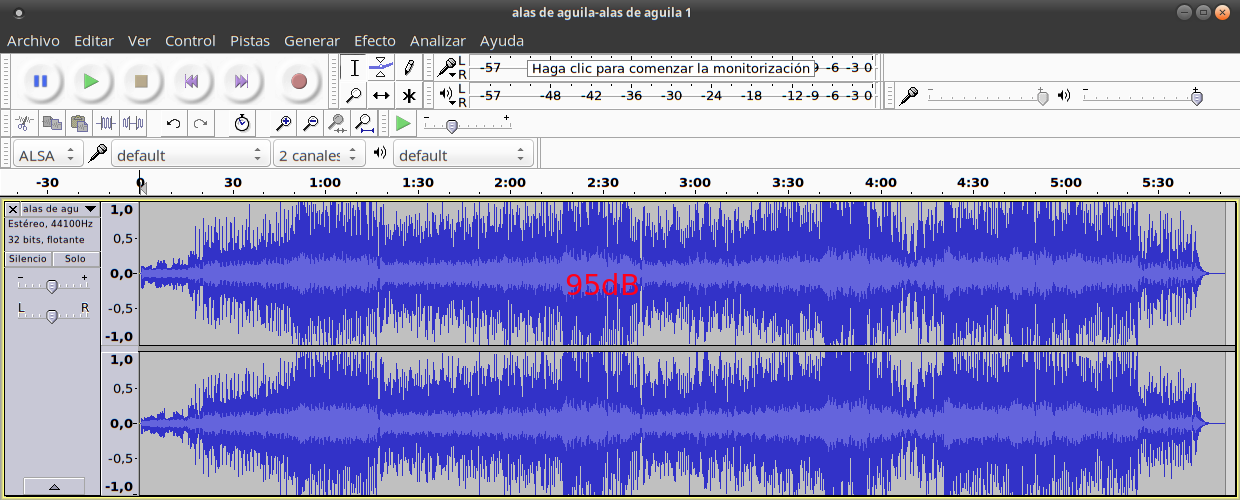 alas de aguila-alas de aguila 1
Archivo Editar Ver Control Pistas Generar Efecto Analizar Ayuda
L
R
-57 Haga clic para comenzar la monitorización 9 -6 -3 0
L
R
-57 -48 -42 -36 -30 -24 -18 -12 -9 -6 -3 0
- +
- +
- +
ALSA default 2 canales default
-30 0 30 1:00 1:30 2:00 2:30 3:00 3:30 4:00 4:30 5:00 5:30
alas de agu
Estéreo, 44100Hz
32 bits, flotante
Silencio Solo
- +
L R
1,0
0,5
0,0
-0,5
-1,0
95dB
1,0
0,5
0,0
-0,5
-1,0